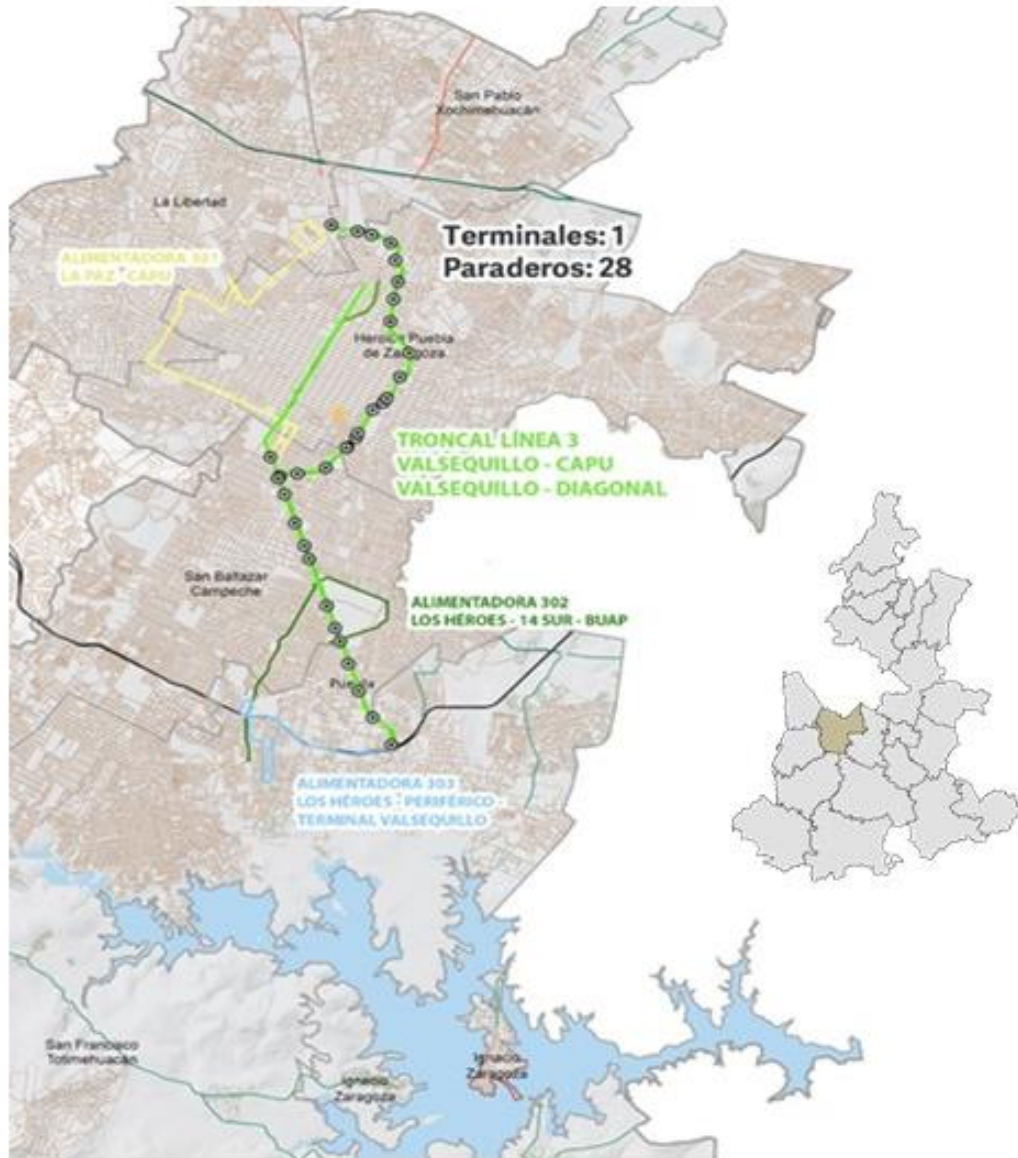 San Pablo
Xochimehuacán
La Libertad
Terminales: 1
Paraderos: 28
ALIMENTADORA 301
LA PAZ - CAPU
Heroica Puebla
de Zaragoza
TRONCAL LÍNEA 3
VALSEQUILLO - CAPU
VALSEQUILLO - DIAGONAL
San Baltazar
Campeche
ALIMENTADORA 302
LOS HÉROES - 14 SUR - BUAP
Puebla
ALIMENTADORA 303
LOS HÉROES - PERIFÉRICO -
TERMINAL VALSEQUILLO
San Francisco
Totimehuacán
Ignacio
Zaragoza
Ignacio
Zaragoza